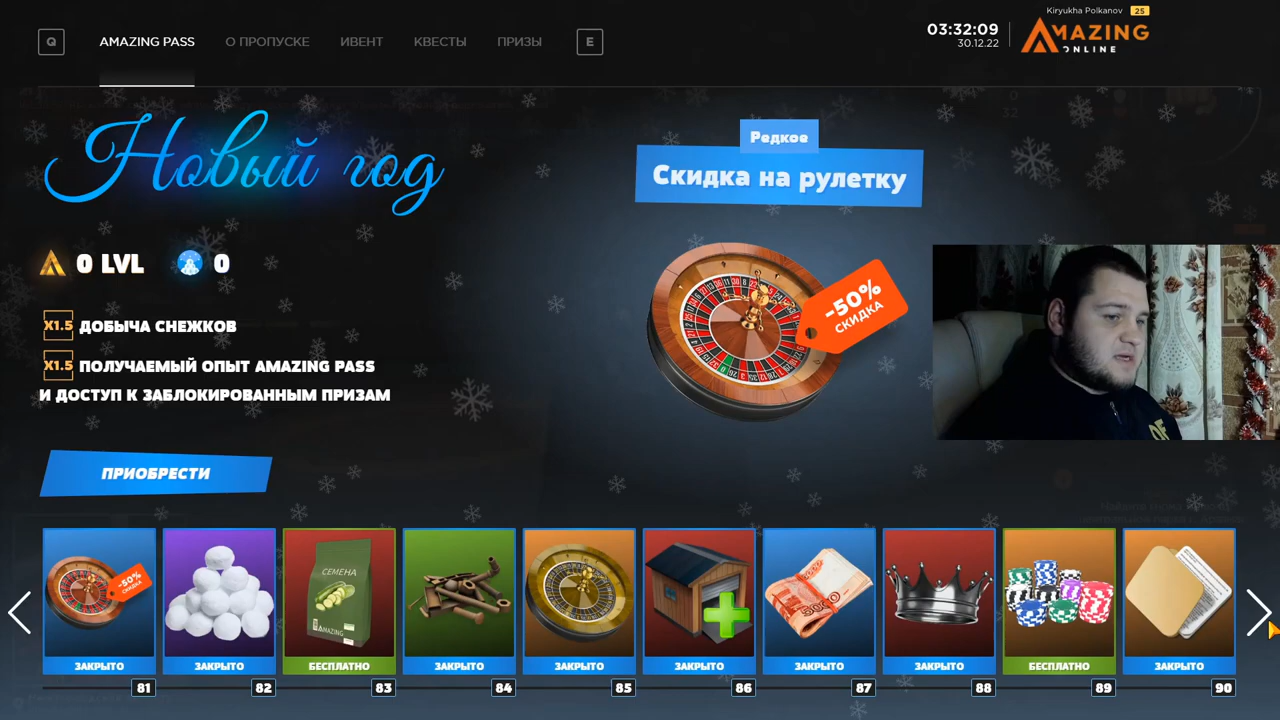 Q
AMAZING PASS
О ПРОПУСКЕ
ИВЕНТ
КВЕСТЫ
ПРИЗЫ
E
03:32:09
30.12.22
Kiryukha Polkanov 25
AMAZING
ONLINE
Новый год
0 LVL
0
X1.5 ДОБЫЧА СНЕЖКОВ
X1.5 ПОЛУЧАЕМЫЙ ОПЫТ AMAZING PASS
И ДОСТУП К ЗАБЛОКИРОВАННЫМ ПРИЗАМ
ПРИОБРЕСТИ
Редкое
Скидка на рулетку
-50%
СКИДКА
-50%
СКИДКА
СЕМЕНА
AMAZING
5000
ЗАКРЫТО
ЗАКРЫТО
БЕСПЛАТНО
ЗАКРЫТО
ЗАКРЫТО
ЗАКРЫТО
ЗАКРЫТО
ЗАКРЫТО
БЕСПЛАТНО
ЗАКРЫТО
81
82
83
84
85
86
87
88
89
90